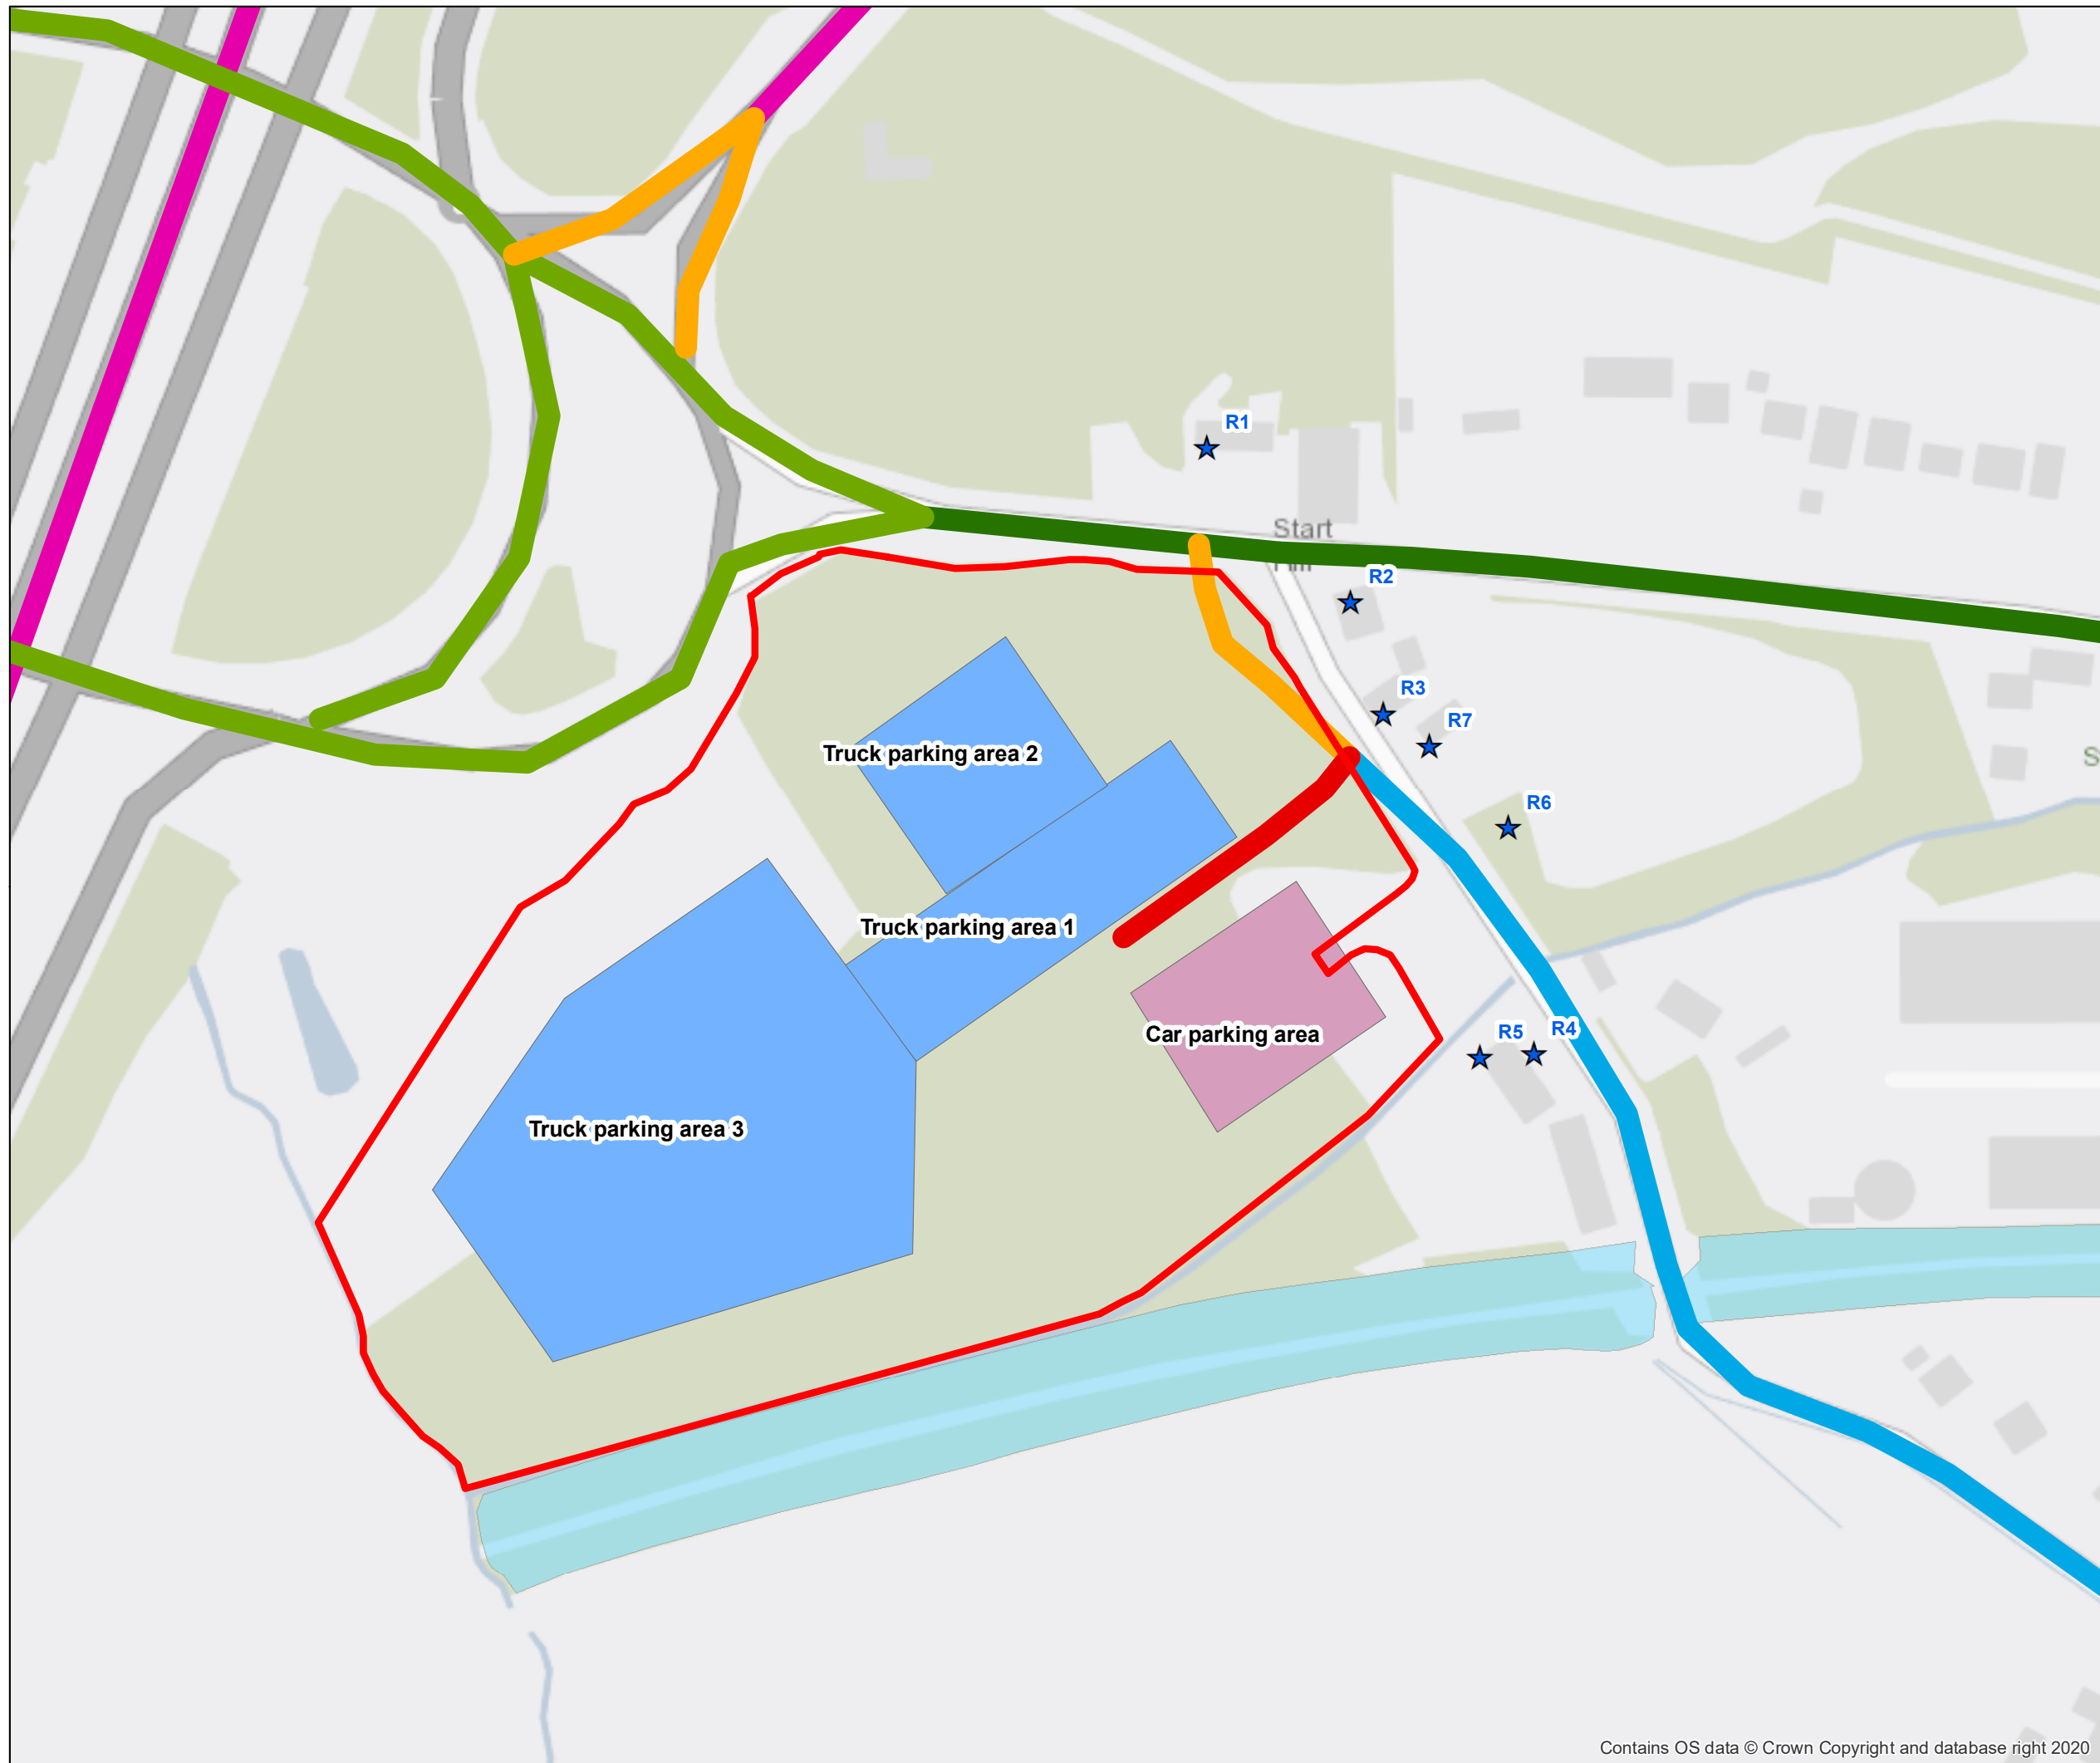 R1
Start
R2
R3
R7
Truck parking area 2
S
R6
Truck parking area 1
R5
R4
Car parking area
Truck parking area 3
Contains OS data © Crown Copyright and database right 2020